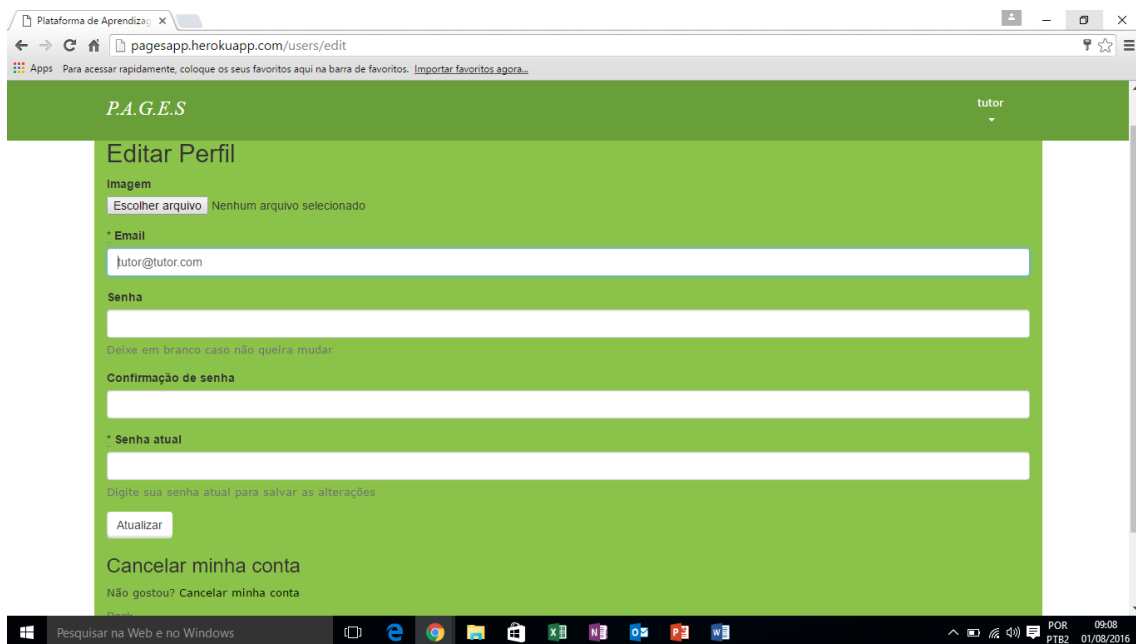 Plataforma de Aprendizag
pagesapp.herokuapp.com/users/edit
Apps Para acessar rapidamente, coloque os seus favoritos aqui na barra de favoritos. Importar favoritos agora...
P.A.G.E.S
tutor
Editar Perfil
Imagem
Escolher arquivo Nenhum arquivo selecionado
* Email
tutor@tutor.com
Senha
Deixe em branco caso não queira mudar
Confirmação de senha
* Senha atual
Digite sua senha atual para salvar as alterações
Atualizar
Cancelar minha conta
Não gostou? Cancelar minha conta
Pesquisar na Web e no Windows
POR 09:08
PTB2 01/08/2016